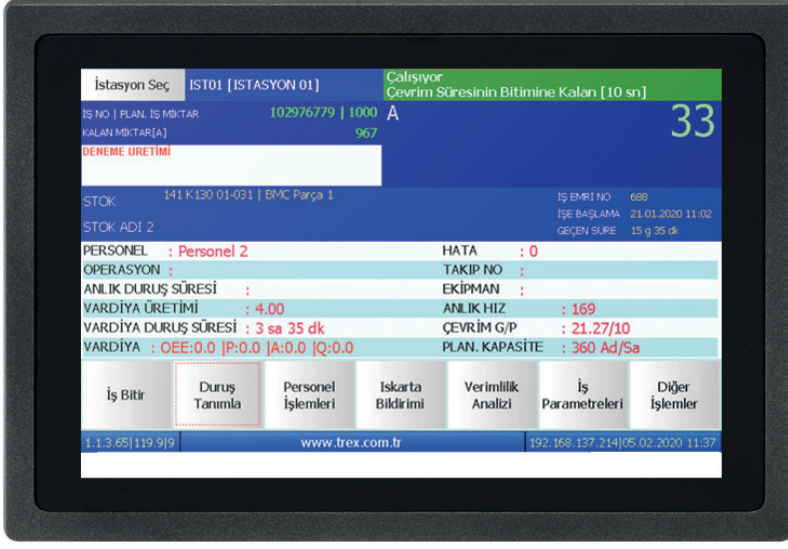 İstasyon Seç IST01 [ISTASYON 01] Çalışıyor
Çevrim Süresinin Bitimine Kalan [10 sn]
İŞ NO | PLAN. İŞ MİKTAR 102976779 | 1000 A 33
KALAN MİKTAR[A] 967
DENEME ÜRETİMİ
STOK 141 K130 01-031 | BMC Parça 1 İŞ EMRİ NO 688
İŞE BAŞLAMA 21.01.2020 11:02
STOK ADI 2 GEÇEN SÜRE 15 g 35 dk
PERSONEL : Personel 2 HATA : 0
OPERASYON : TAKIP NO :
ANLIK DURUŞ SÜRESİ : EKİPMAN :
VARDİYA ÜRETİMİ : 4.00 ANLIK HIZ : 169
VARDİYA DURUŞ SÜRESİ : 3 sa 35 dk ÇEVRİM G/P : 21.27/10
VARDİYA : OEE:0.0 |P:0.0 |A:0.0 |Q:0.0 PLAN. KAPASİTE : 360 Ad/Sa
İş Bitir Duruş Tanımla Personel İşlemleri Iskarta Bildirimi Verimlilik Analizi İş Parametreleri Diğer İşlemler
1.1.3.65|119.9|9 www.trex.com.tr 192.168.137.214|05.02.2020 11:37